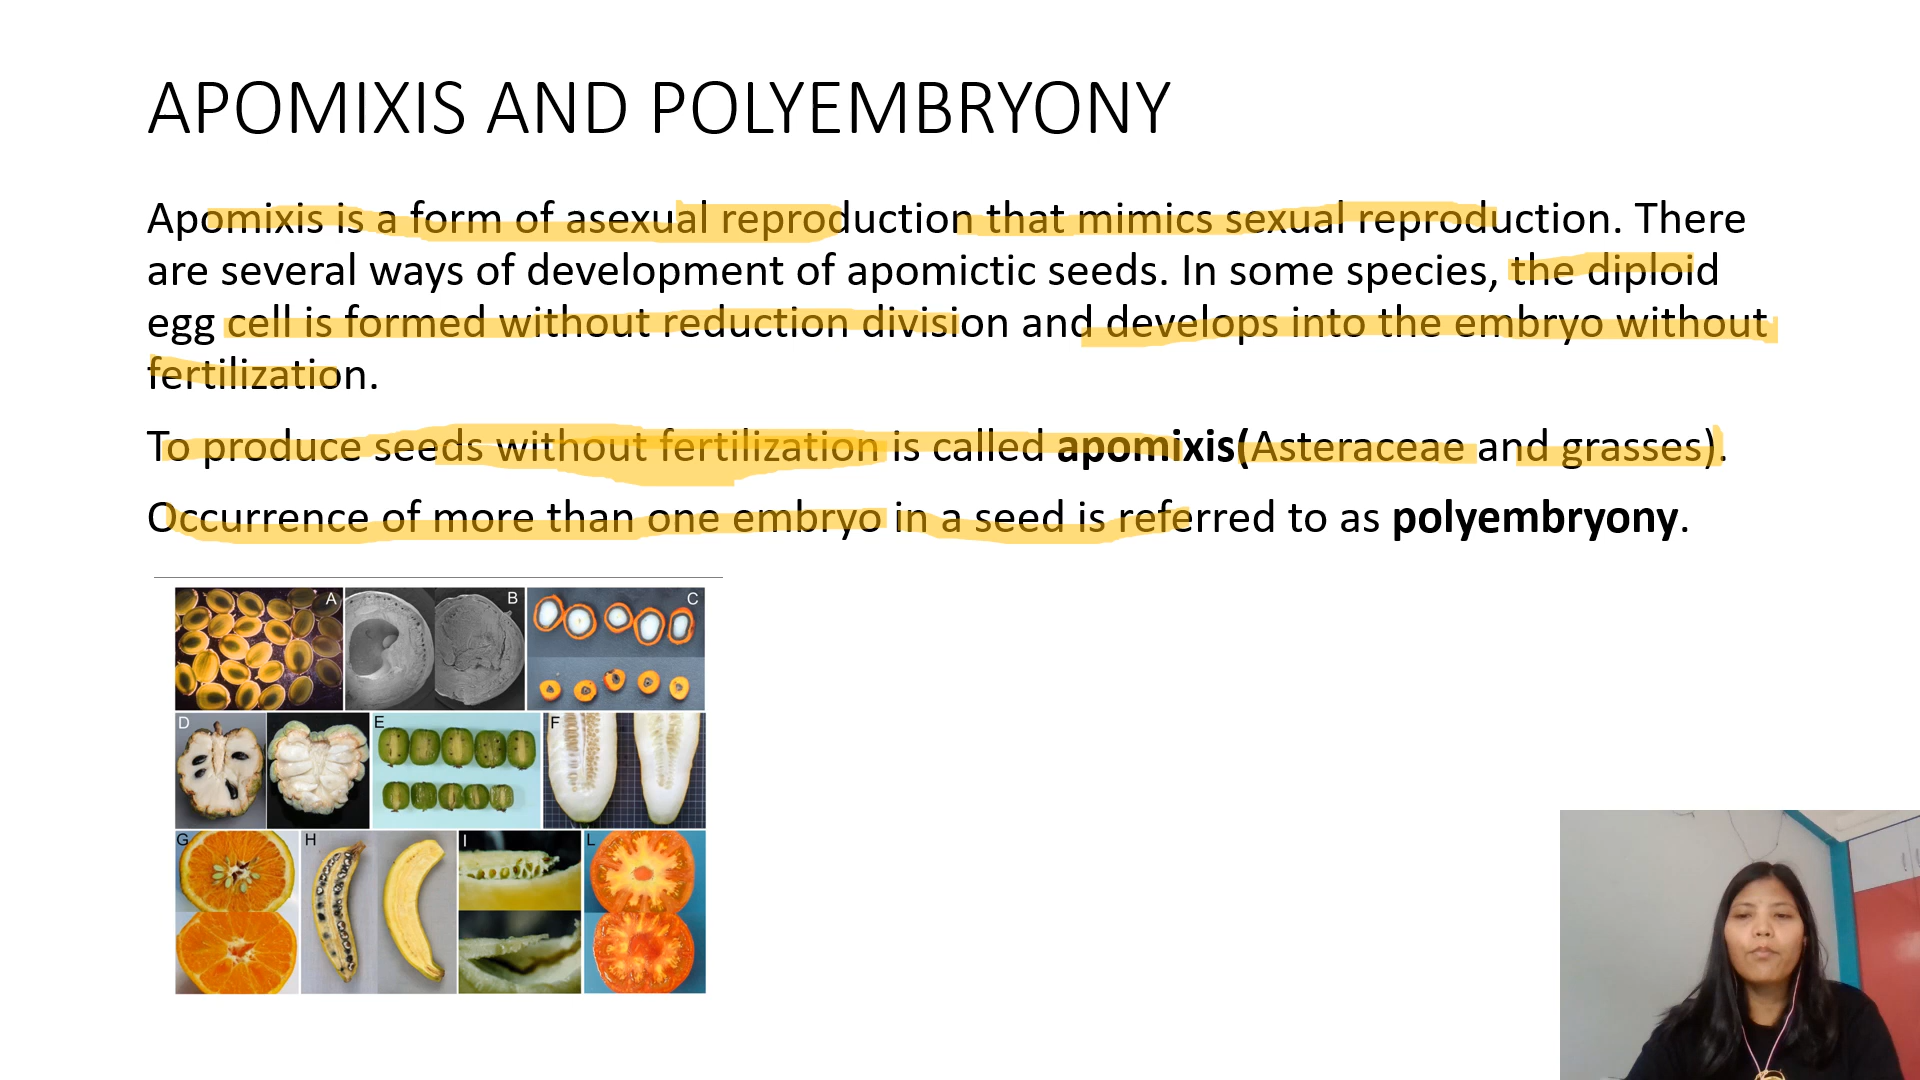 APOMIXIS AND POLYEMBRYONY
Apomixis is a form of asexual reproduction that mimics sexual reproduction. There
are several ways of development of apomictic seeds. In some species, the diploid
egg cell is formed without reduction division and develops into the embryo without
fertilization.
To produce seeds without fertilization is called apomixis(Asteraceae and grasses).
Occurrence of more than one embryo in a seed is referred to as polyembryony.
A B C
D E F
G H I L